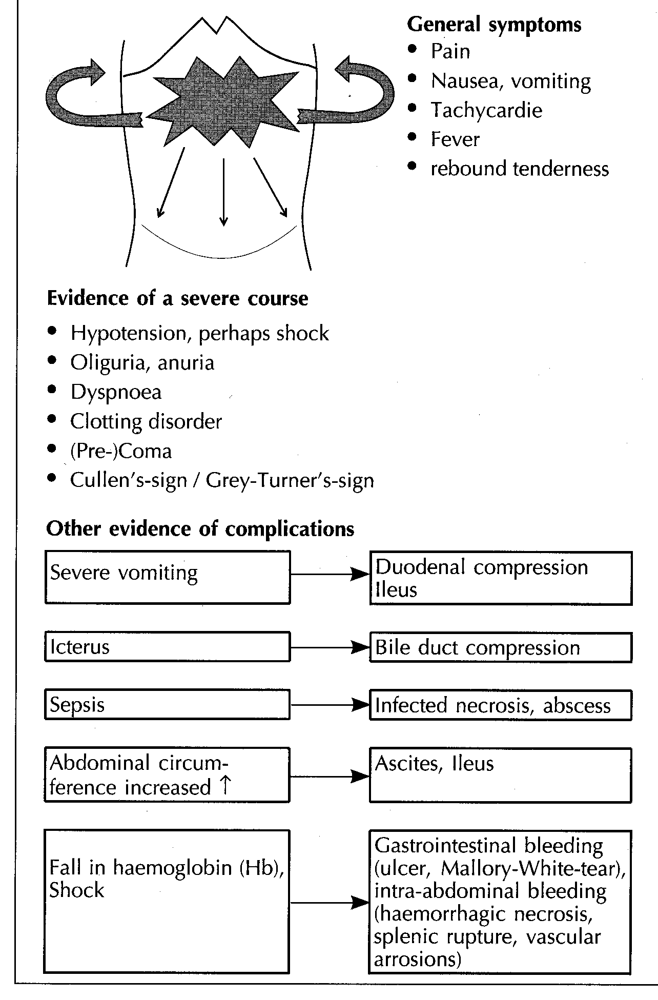 General symptoms
• Pain
• Nausea, vomiting
• Tachycardie
• Fever
• rebound tenderness
Evidence of a severe course
• Hypotension, perhaps shock
• Oliguria, anuria
• Dyspnoea
• Clotting disorder
• (Pre-)Coma
• Cullen's-sign / Grey-Turner's-sign
Other evidence of complications
Severe vomiting
Duodenal compression
Ileus
Icterus
Bile duct compression
Sepsis
Infected necrosis, abscess
Abdominal circum-
ference increased ↑
Ascites, Ileus
Fall in haemoglobin (Hb),
Shock
Gastrointestinal bleeding
(ulcer, Mallory-White-tear),
intra-abdominal bleeding
(haemorrhagic necrosis,
splenic rupture, vascular
arrosions)